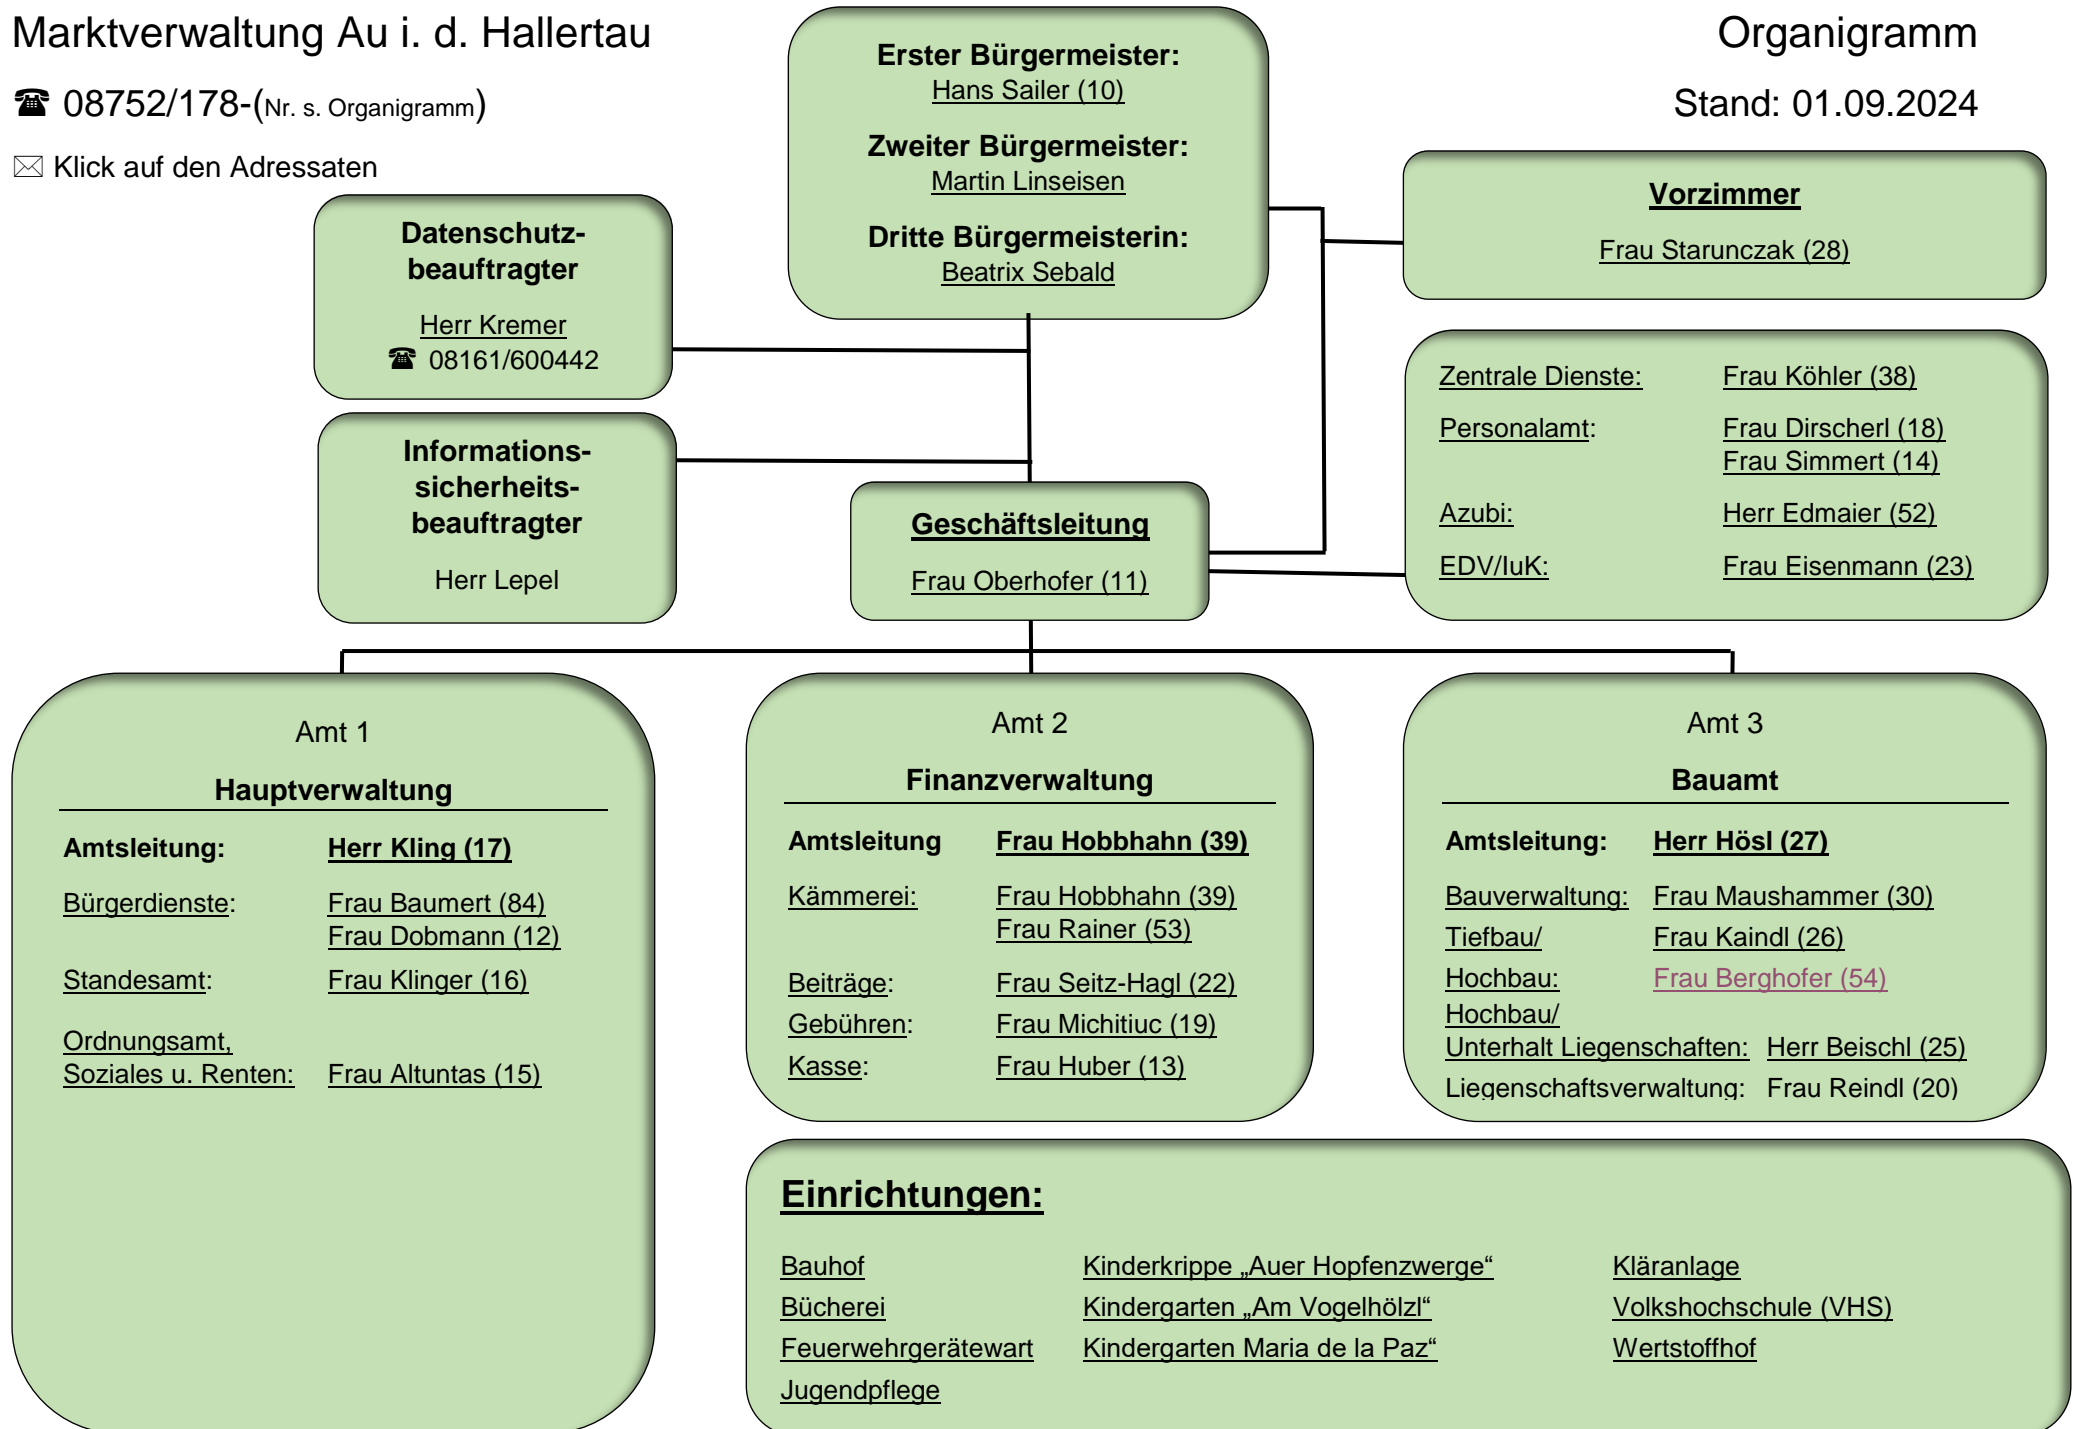 Marktverwaltung Au i. d. Hallertau
☎ 08752/178-(Nr. s. Organigramm)
✉ Klick auf den Adressaten
Organigramm
Stand: 01.09.2024
Erster Bürgermeister:
Hans Sailer (10)
Zweiter Bürgermeister:
Martin Linseisen
Dritte Bürgermeisterin:
Beatrix Sebald
Vorzimmer
Frau Starunczak (28)
Datenschutz-
beauftragter
Herr Kremer
☎ 08161/600442
Informations-
sicherheits-
beauftragter
Herr Lepel
Geschäftsleitung
Frau Oberhofer (11)
Zentrale Dienste: Frau Köhler (38)
Personalamt: Frau Dirscherl (18)
Frau Simmert (14)
Azubi: Herr Edmaier (52)
EDV/IuK: Frau Eisenmann (23)
Amt 1
Hauptverwaltung
Amtsleitung: Herr Kling (17)
Bürgerdienste: Frau Baumert (84)
Frau Dobmann (12)
Standesamt: Frau Klinger (16)
Ordnungsamt,
Soziales u. Renten: Frau Altuntas (15)
Amt 2
Finanzverwaltung
Amtsleitung Frau Hobbhahn (39)
Kämmerei: Frau Hobbhahn (39)
Frau Rainer (53)
Beiträge: Frau Seitz-Hagl (22)
Gebühren: Frau Michitiuc (19)
Kasse: Frau Huber (13)
Amt 3
Bauamt
Amtsleitung: Herr Hösl (27)
Bauverwaltung: Frau Maushammer (30)
Tiefbau/ Frau Kaindl (26)
Hochbau: Frau Berghofer (54)
Hochbau/
Unterhalt Liegenschaften: Herr Beischl (25)
Liegenschaftsverwaltung: Frau Reindl (20)
Einrichtungen:
Bauhof Kinderkrippe „Auer Hopfenzwerge“ Kläranlage
Bücherei Kindergarten „Am Vogelhölzl“ Volkshochschule (VHS)
Feuerwehrgerätewart Kindergarten Maria de la Paz“ Wertstoffhof
Jugendpflege